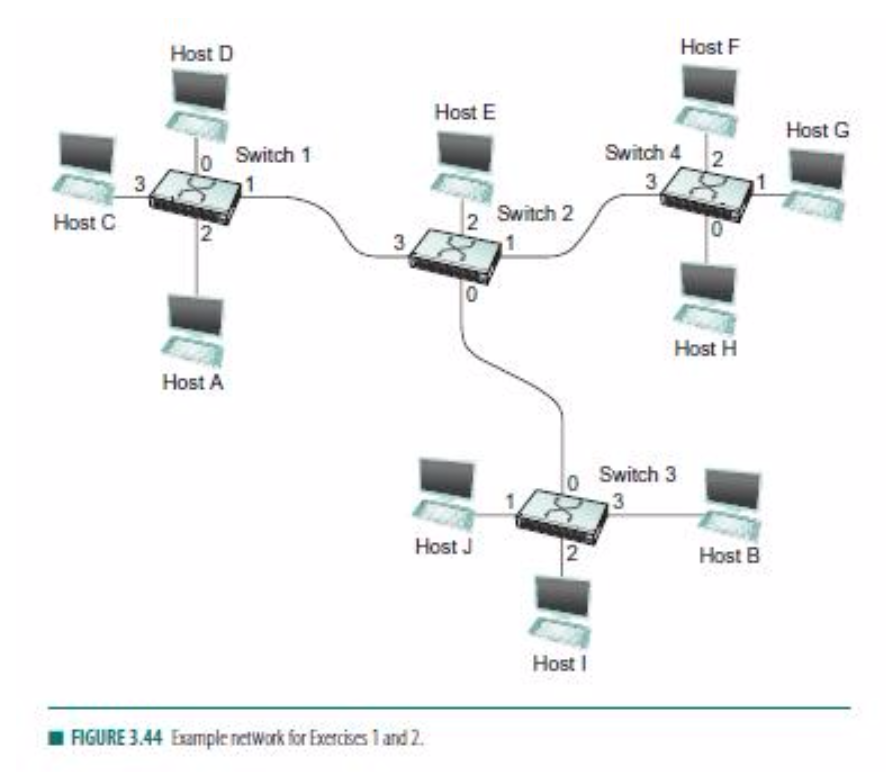 Host D
Host F
Host E
Host G
0
Switch 1
Switch 4
2
3
1
3
1
Host C
2
2
Switch 2
0
3
1
0
Host H
Host A
0
Switch 3
1
3
Host J
2
Host B
Host I
■ FIGURE 3.44 Example network for Exercises 1 and 2.